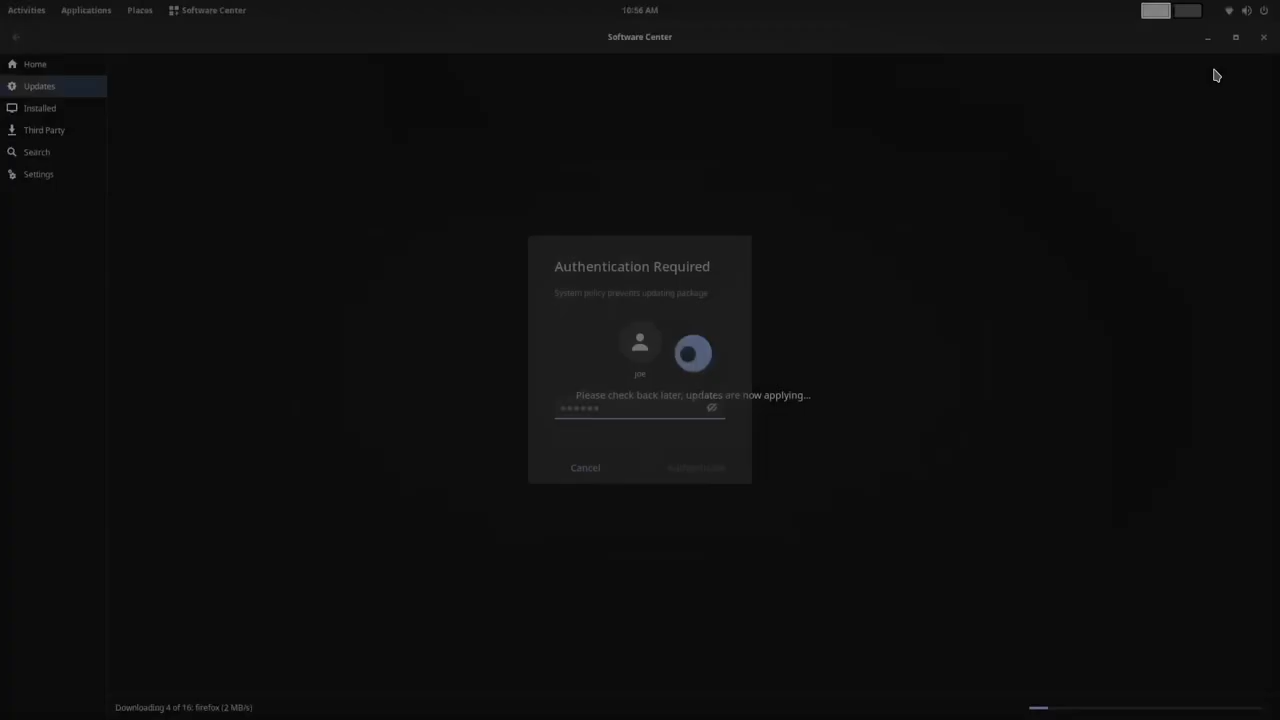 Activities Applications Places Software Center 10:56 AM
Software Center
Home
Updates
Installed
Third Party
Search
Settings
Authentication Required
System policy prevents updating package
joe
Please check back later, updates are now applying...
Cancel Authenticate
Downloading 4 of 16: firefox (2 MB/s)